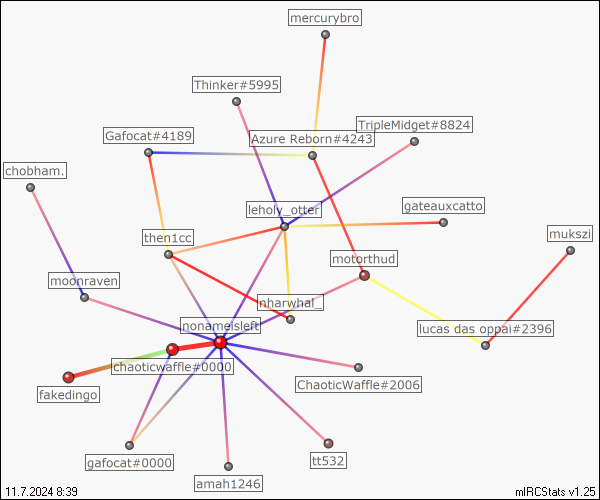 mercurybro
Thinker#5995
TripleMidget#8824
Gafocat#4189
Azure Reborn#4243
chobham.
leholy_otter
gateauxcatto
then1cc
mukszi
motorthud
moonraven
nharwhal_
nonameisleft
lucas das oppai#2396
chaoticwaffle#0000
ChaoticWaffle#2006
fakedingo
gafocat#0000
tt532
amah1246
11.7.2024 8:39
mIRCStats v1.25